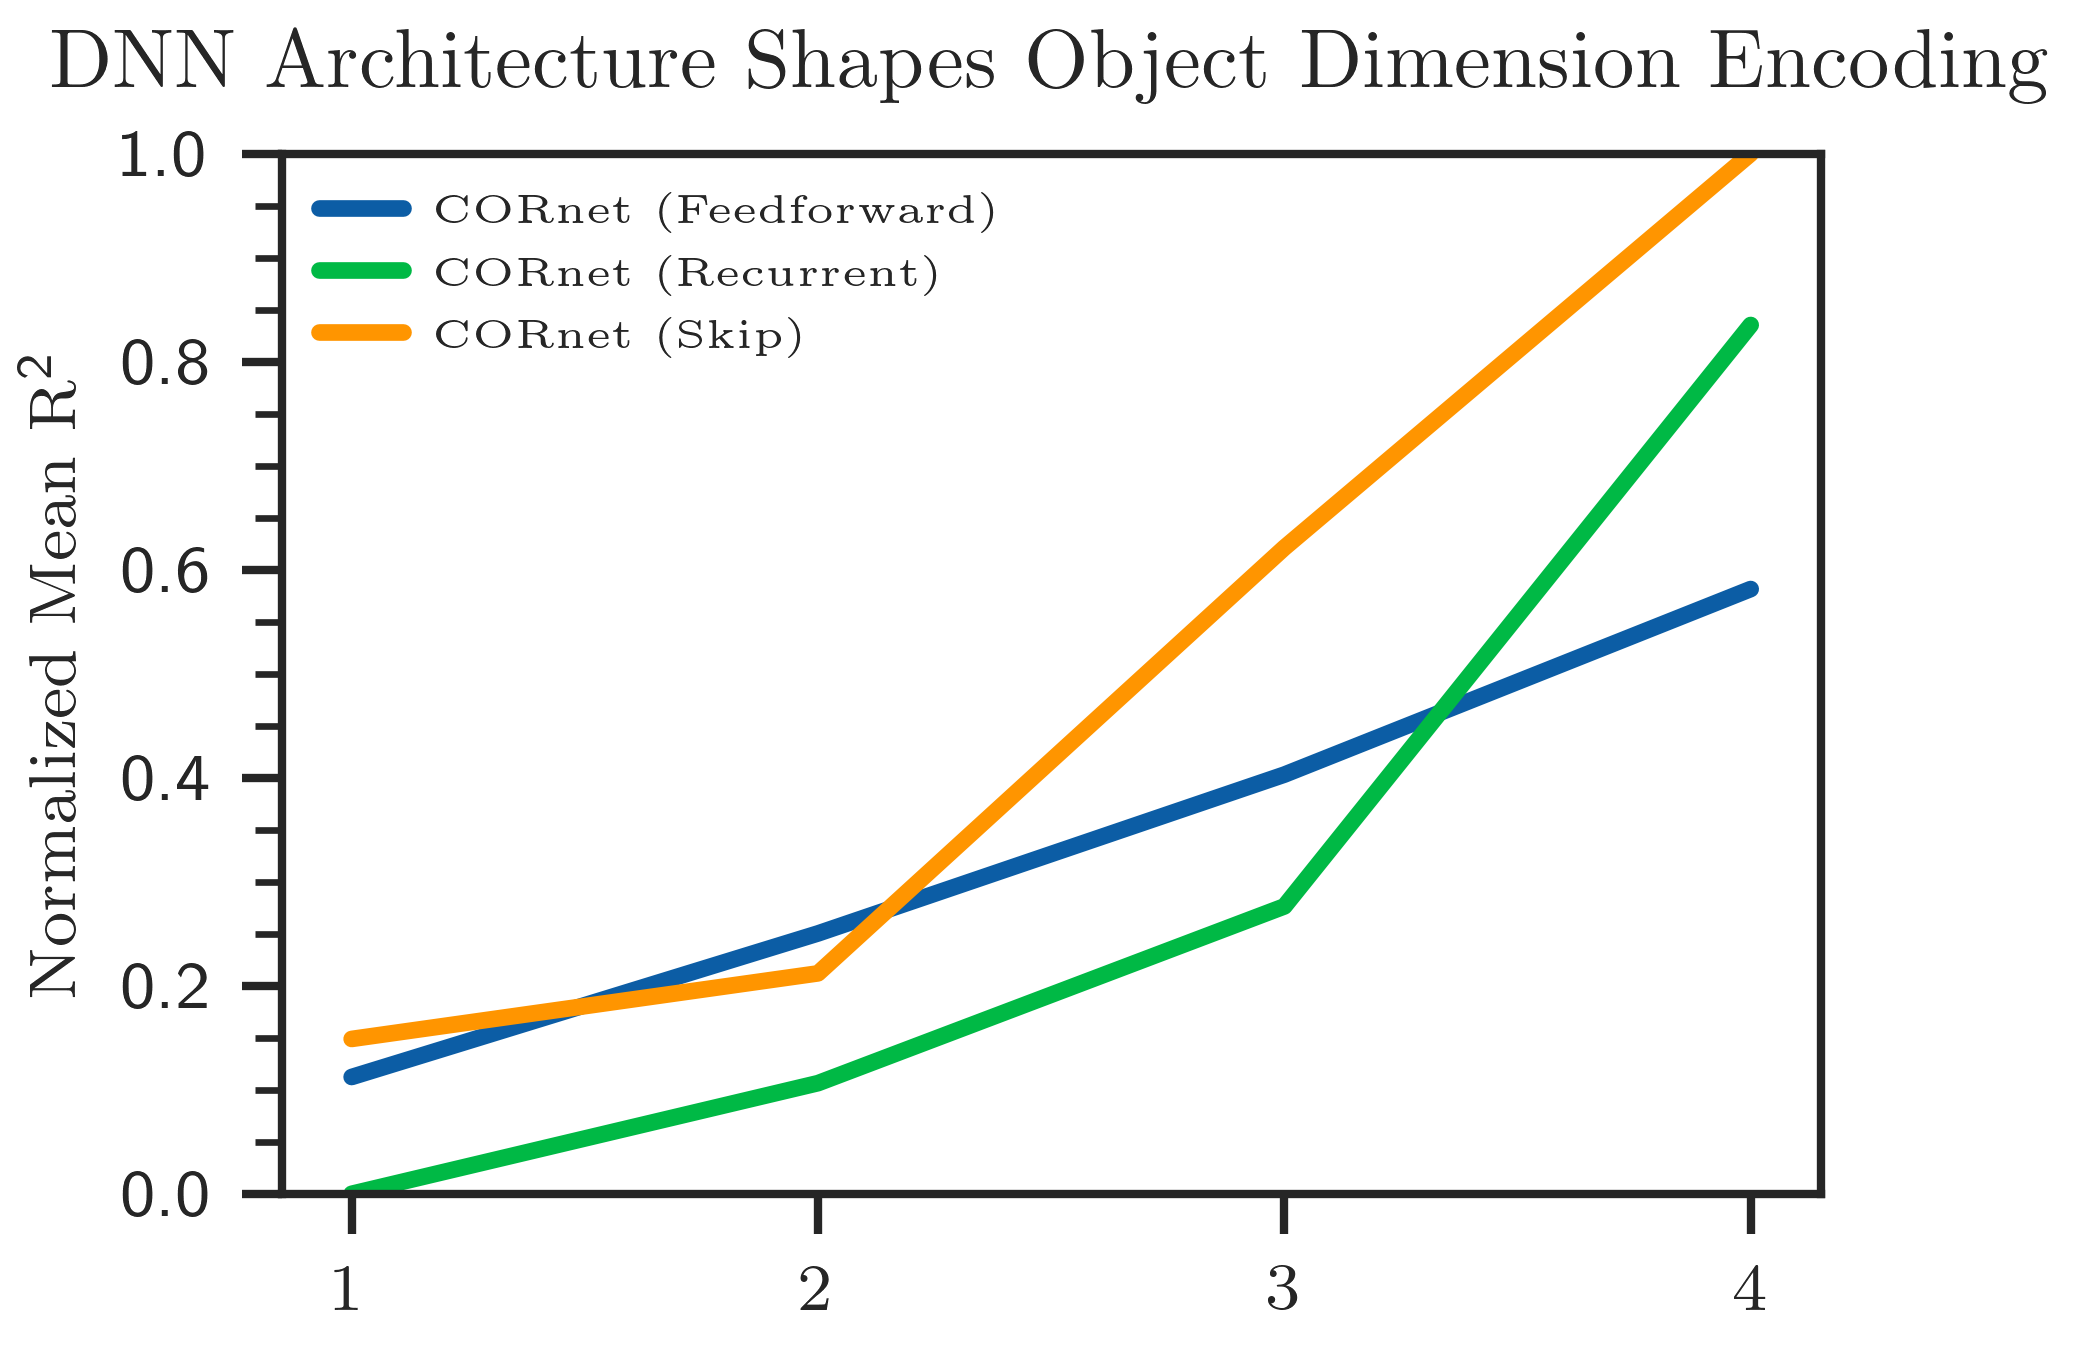 DNN Architecture Shapes Object Dimension Encoding
Normalized Mean R²
1.0
0.8
0.6
0.4
0.2
0.0
CORnet (Feedforward)
CORnet (Recurrent)
CORnet (Skip)
1 2 3 4